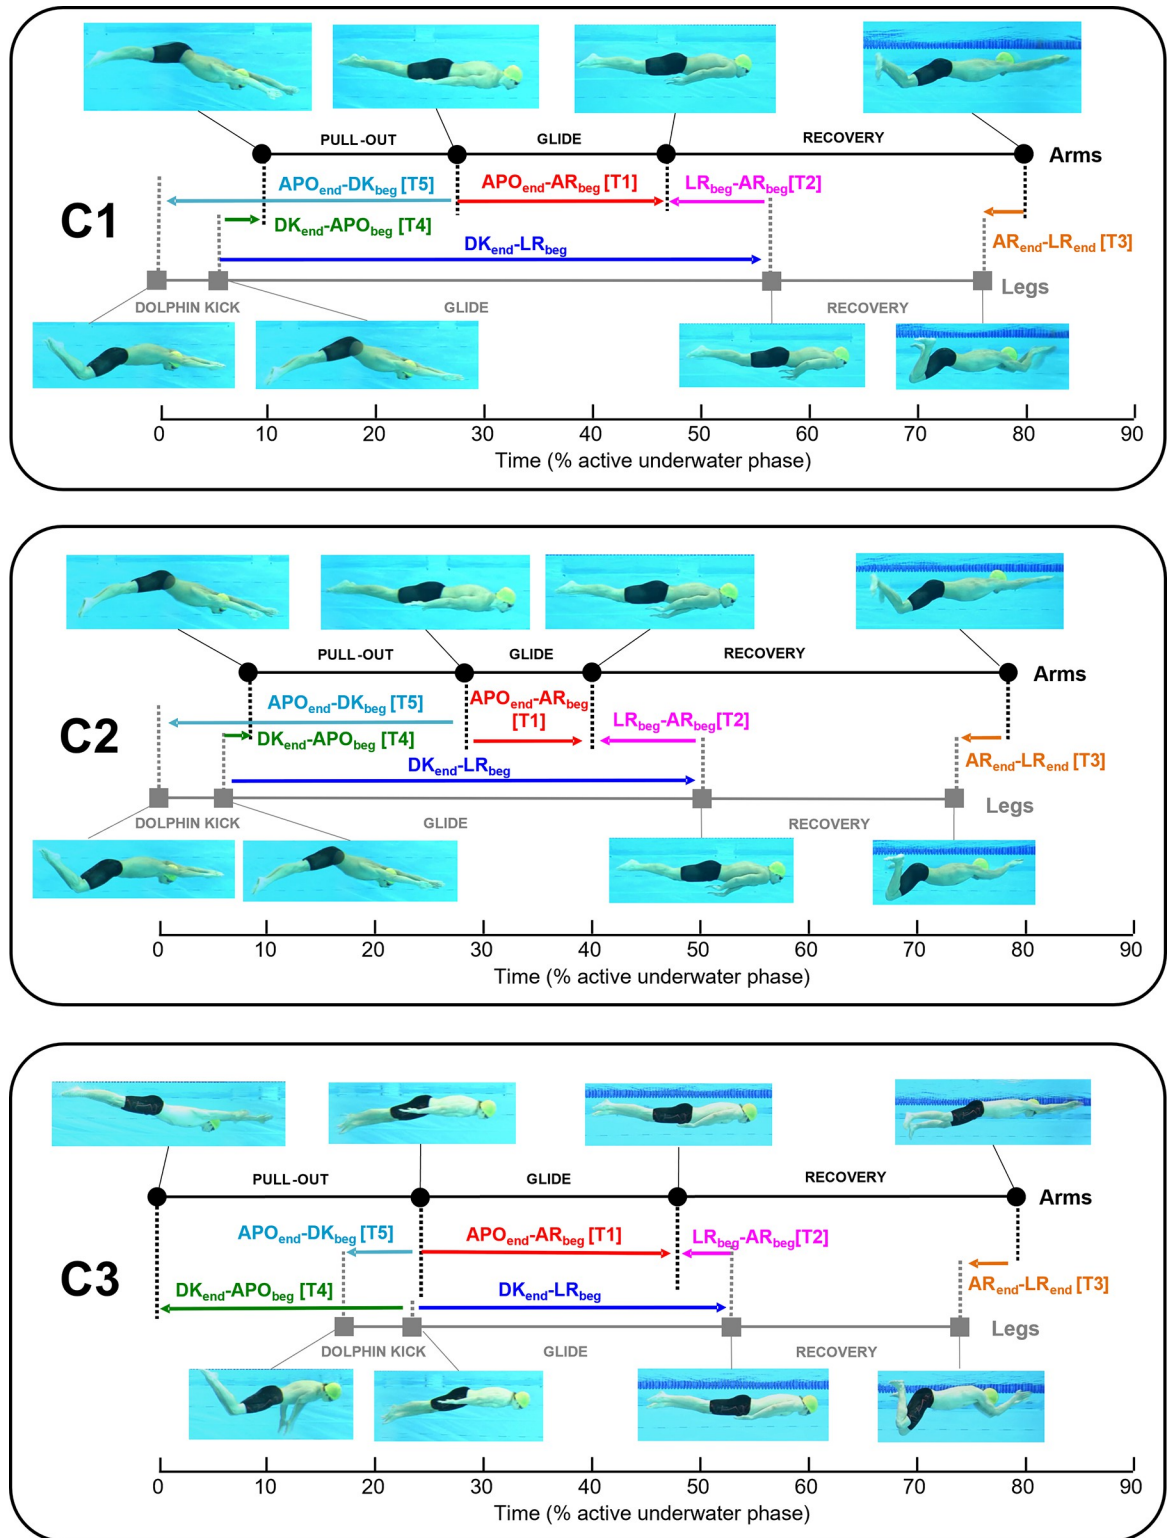 PULL-OUT GLIDE RECOVERY Arms
APOend-DKbeg [T5] APOend-ARbeg [T1] LRbeg-ARbeg[T2]
C1 DKend-APObeg [T4] ARend-LRend [T3]
DKend-LRbeg
Legs
DOLPHIN KICK GLIDE RECOVERY
0 10 20 30 40 50 60 70 80 90
Time (% active underwater phase)
PULL-OUT GLIDE RECOVERY Arms
APOend-DKbeg [T5] APOend-ARbeg
[T1] LRbeg-ARbeg[T2]
C2 DKend-APObeg [T4] ARend-LRend [T3]
DKend-LRbeg
Legs
DOLPHIN KICK GLIDE RECOVERY
0 10 20 30 40 50 60 70 80 90
Time (% active underwater phase)
PULL-OUT GLIDE RECOVERY Arms
APOend-DKbeg [T5] APOend-ARbeg [T1] LRbeg-ARbeg[T2]
C3 ARend-LRend [T3]
DKend-APObeg [T4] DKend-LRbeg
Legs
DOLPHIN KICK GLIDE RECOVERY
0 10 20 30 40 50 60 70 80 90
Time (% active underwater phase)